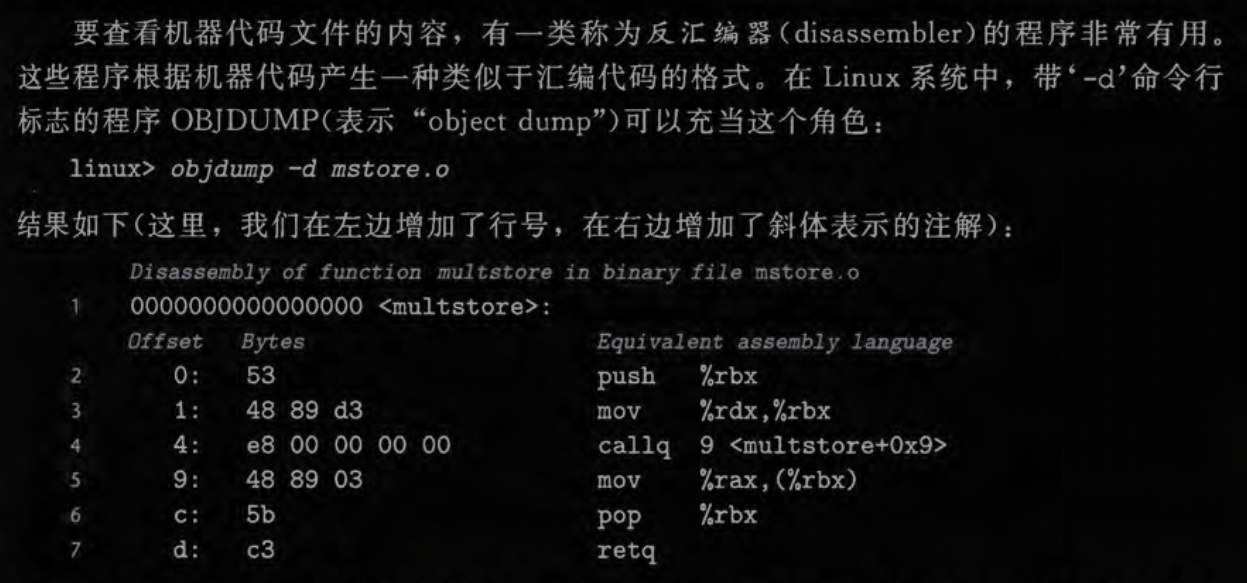 要查看机器代码文件的内容，有一类称为反汇编器(disassembler)的程序非常有用。
这些程序根据机器代码产生一种类似于汇编代码的格式。在 Linux 系统中，带‘-d’命令行
标志的程序 OBJDUMP(表示“object dump”)可以充当这个角色：
linux> objdump -d mstore.o
结果如下(这里，我们在左边增加了行号，在右边增加了斜体表示的注解)：
Disassembly of function multstore in binary file mstore.o
1 0000000000000000 <multstore>:
Offset Bytes Equivalent assembly language
2 0: 53 push %rbx
3 1: 48 89 d3 mov %rdx,%rbx
4 4: e8 00 00 00 00 callq 9 <multstore+0x9>
5 9: 48 89 03 mov %rax,(%rbx)
6 c: 5b pop %rbx
7 d: c3 retq